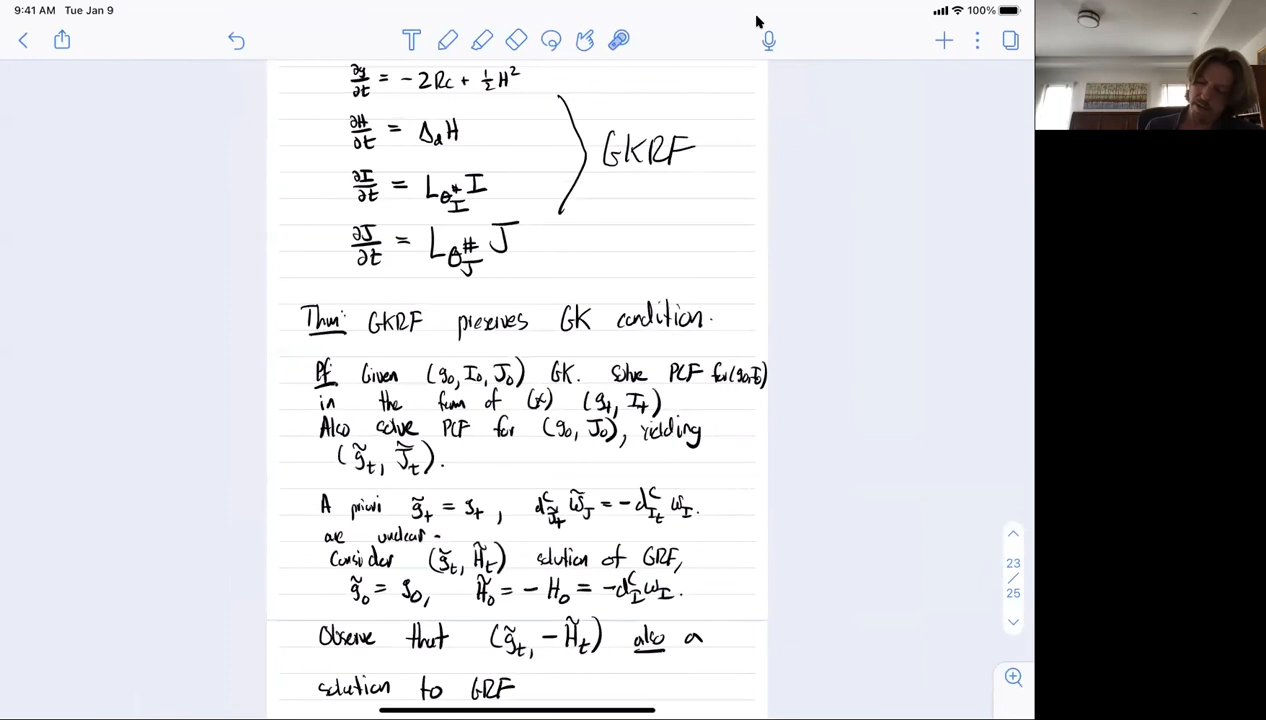 9:41 AM Tue Jan 9
100%
∂g/∂t = -2Rc + ½H²
∂H/∂t = Δ_d H
∂I/∂t = L_{θ_I^#} I
∂J/∂t = L_{θ_J^#} J
GKRF
Thm: GKRF preserves GK condition.
Pf. Given (g₀, I₀, J₀) GK. Solve PCF for (g₀, I₀)
in the form of (g_t, I_t)
Also solve PCF for (g₀, J₀), yielding
(g̃_t, J̃_t).
A priori g̃_t = g_t, d^c_{J̃_t} ω̃_J = -d^c_{I_t} ω_I.
are unclear.
Consider (g̃_t, H̃_t) solution of GRF,
g̃₀ = g₀, H̃₀ = -H₀ = -d^c_I ω_I.
Observe that (g̃_t, -H̃_t) also a
solution to GRF
23
/
25